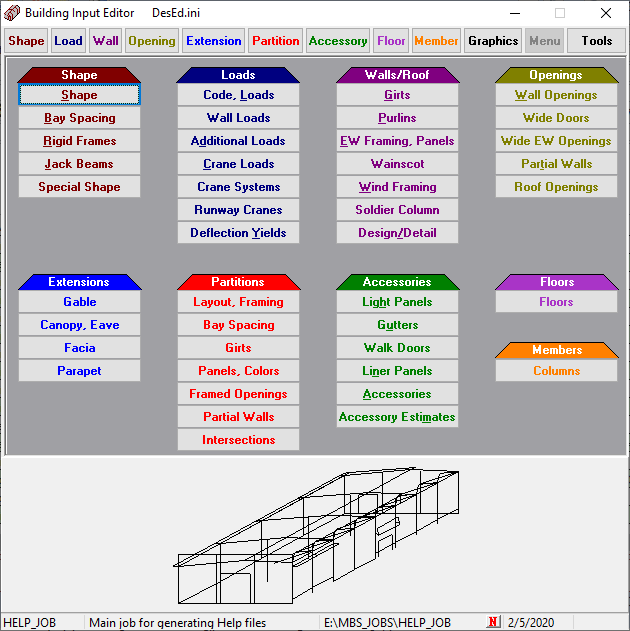 Building Input Editor DesEd.ini
Shape Load Wall Opening Extension Partition Accessory Floor Member Graphics Menu Tools
Shape
Shape
Bay Spacing
Rigid Frames
Jack Beams
Special Shape
Loads
Code, Loads
Wall Loads
Additional Loads
Crane Loads
Crane Systems
Runway Cranes
Deflection Yields
Walls/Roof
Girts
Purlins
EW Framing, Panels
Wainscot
Wind Framing
Soldier Column
Design/Detail
Openings
Wall Openings
Wide Doors
Wide EW Openings
Partial Walls
Roof Openings
Extensions
Gable
Canopy, Eave
Facia
Parapet
Partitions
Layout, Framing
Bay Spacing
Girts
Panels, Colors
Framed Openings
Partial Walls
Intersections
Accessories
Light Panels
Gutters
Walk Doors
Liner Panels
Accessories
Accessory Estimates
Floors
Floors
Members
Columns
HELP_JOB Main job for generating Help files E:\MBS_JOBS\HELP_JOB N 2/5/2020